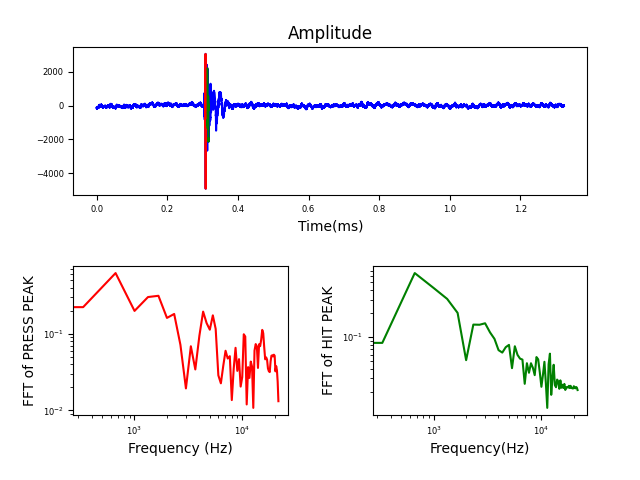 Amplitude
2000
0
−2000
−4000
0.0 0.2 0.4 0.6 0.8 1.0 1.2
Time(ms)
FFT of PRESS PEAK
10⁻¹
10⁻²
10³ 10⁴
Frequency (Hz)
FFT of HIT PEAK
10⁻¹
10³ 10⁴
Frequency(Hz)